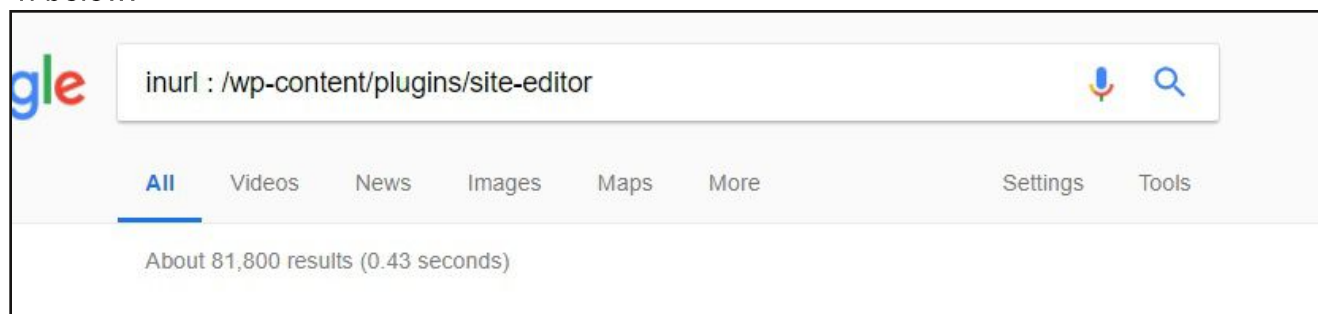 gle
inurl : /wp-content/plugins/site-editor
All Videos News Images Maps More Settings Tools
About 81,800 results (0.43 seconds)